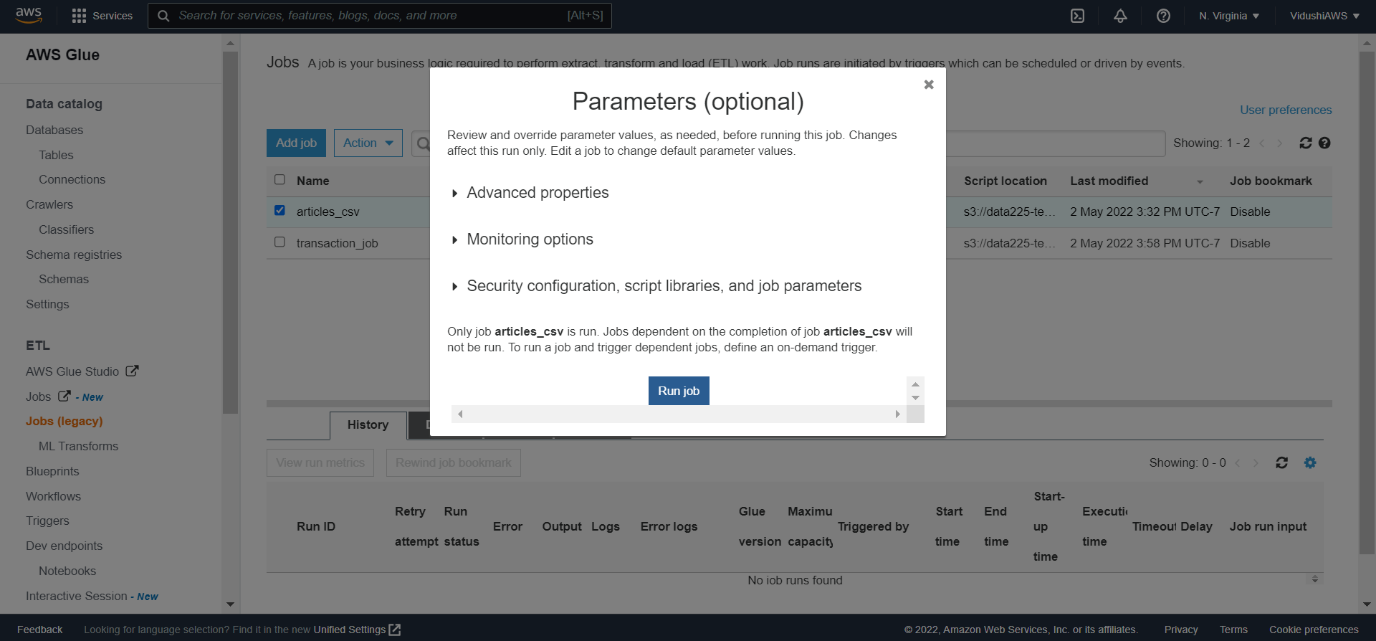 aws
Services
Search for services, features, blogs, docs, and more
[Alt+S]
N. Virginia
VidushiAWS
AWS Glue
Data catalog
Databases
Tables
Connections
Crawlers
Classifiers
Schema registries
Schemas
Settings
ETL
AWS Glue Studio
Jobs - New
Jobs (legacy)
ML Transforms
Blueprints
Workflows
Triggers
Dev endpoints
Notebooks
Interactive Session - New
Jobs A job is your business logic required to perform extract, transform and load (ETL) work. Job runs are initiated by triggers which can be scheduled or driven by events.
User preferences
Add job
Action
Showing: 1 - 2
Name
Script location
Last modified
Job bookmark
articles_csv
s3://data225-te...
2 May 2022 3:32 PM UTC-7
Disable
transaction_job
s3://data225-te...
2 May 2022 3:58 PM UTC-7
Disable
Parameters (optional)
Review and override parameter values, as needed, before running this job. Changes
affect this run only. Edit a job to change default parameter values.
Advanced properties
Monitoring options
Security configuration, script libraries, and job parameters
Only job articles_csv is run. Jobs dependent on the completion of job articles_csv will
not be run. To run a job and trigger dependent jobs, define an on-demand trigger.
Run job
History
View run metrics
Rewind job bookmark
Showing: 0 - 0
Run ID
Retry
attempt
Run
status
Error
Output
Logs
Error logs
Glue
version
Maximu
capacity
Triggered by
Start
time
End
time
Start-
up
time
Executi
time
Timeout
Delay
Job run input
No job runs found
Feedback
Looking for language selection? Find it in the new Unified Settings
© 2022, Amazon Web Services, Inc. or its affiliates.
Privacy
Terms
Cookie preferences